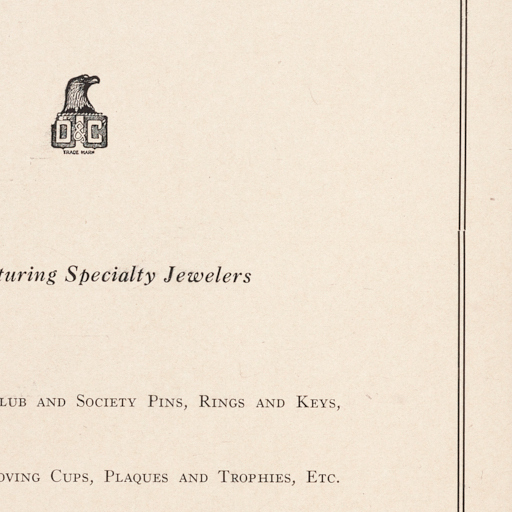 D & C
TRADE MARK
turing Specialty Jewelers
LUB AND SOCIETY PINS, RINGS AND KEYS,
OVING CUPS, PLAQUES AND TROPHIES, ETC.